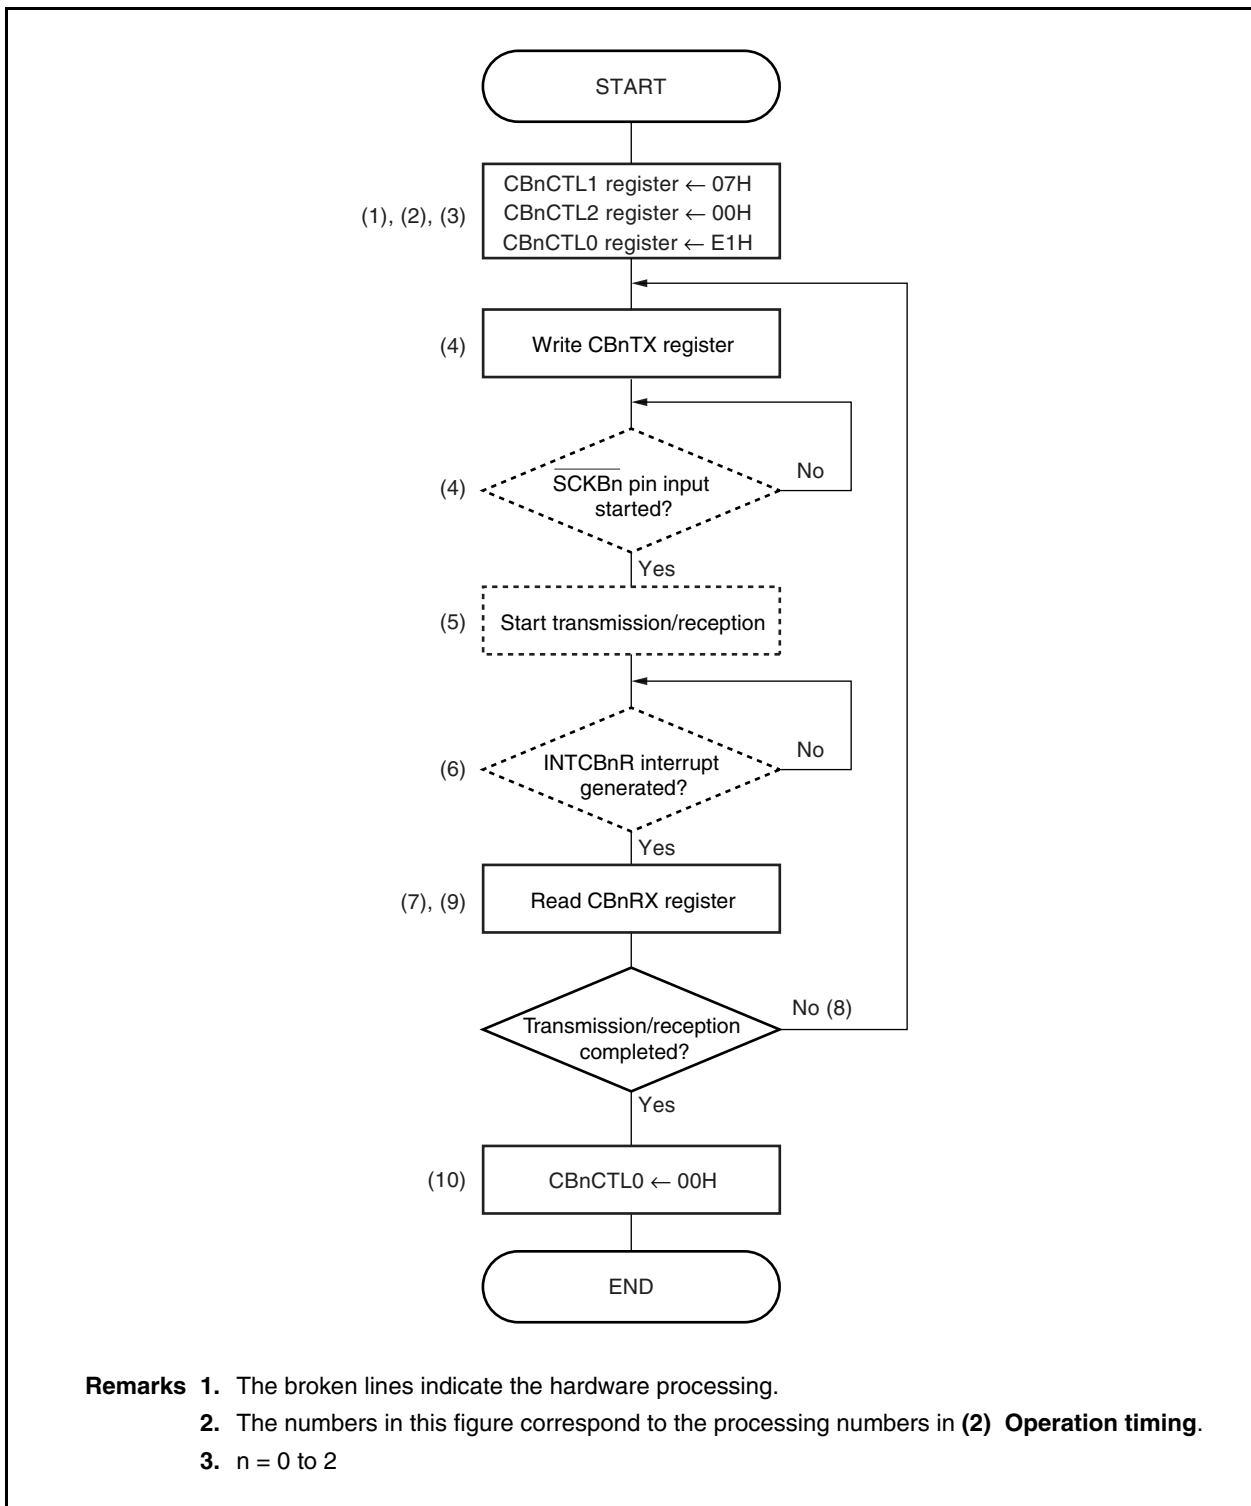 START
CBnCTL1 register ← 07H
(1), (2), (3)
CBnCTL2 register ← 00H
CBnCTL0 register ← E1H
(4)
Write CBnTX register
(4)
S̅C̅K̅B̅n̅ pin input
started?
No
Yes
(5)
Start transmission/reception
(6)
INTCBnR interrupt
generated?
No
Yes
(7), (9)
Read CBnRX register
Transmission/reception
completed?
No (8)
Yes
(10)
CBnCTL0 ← 00H
END
Remarks 1. The broken lines indicate the hardware processing.
2. The numbers in this figure correspond to the processing numbers in (2) Operation timing.
3. n = 0 to 2